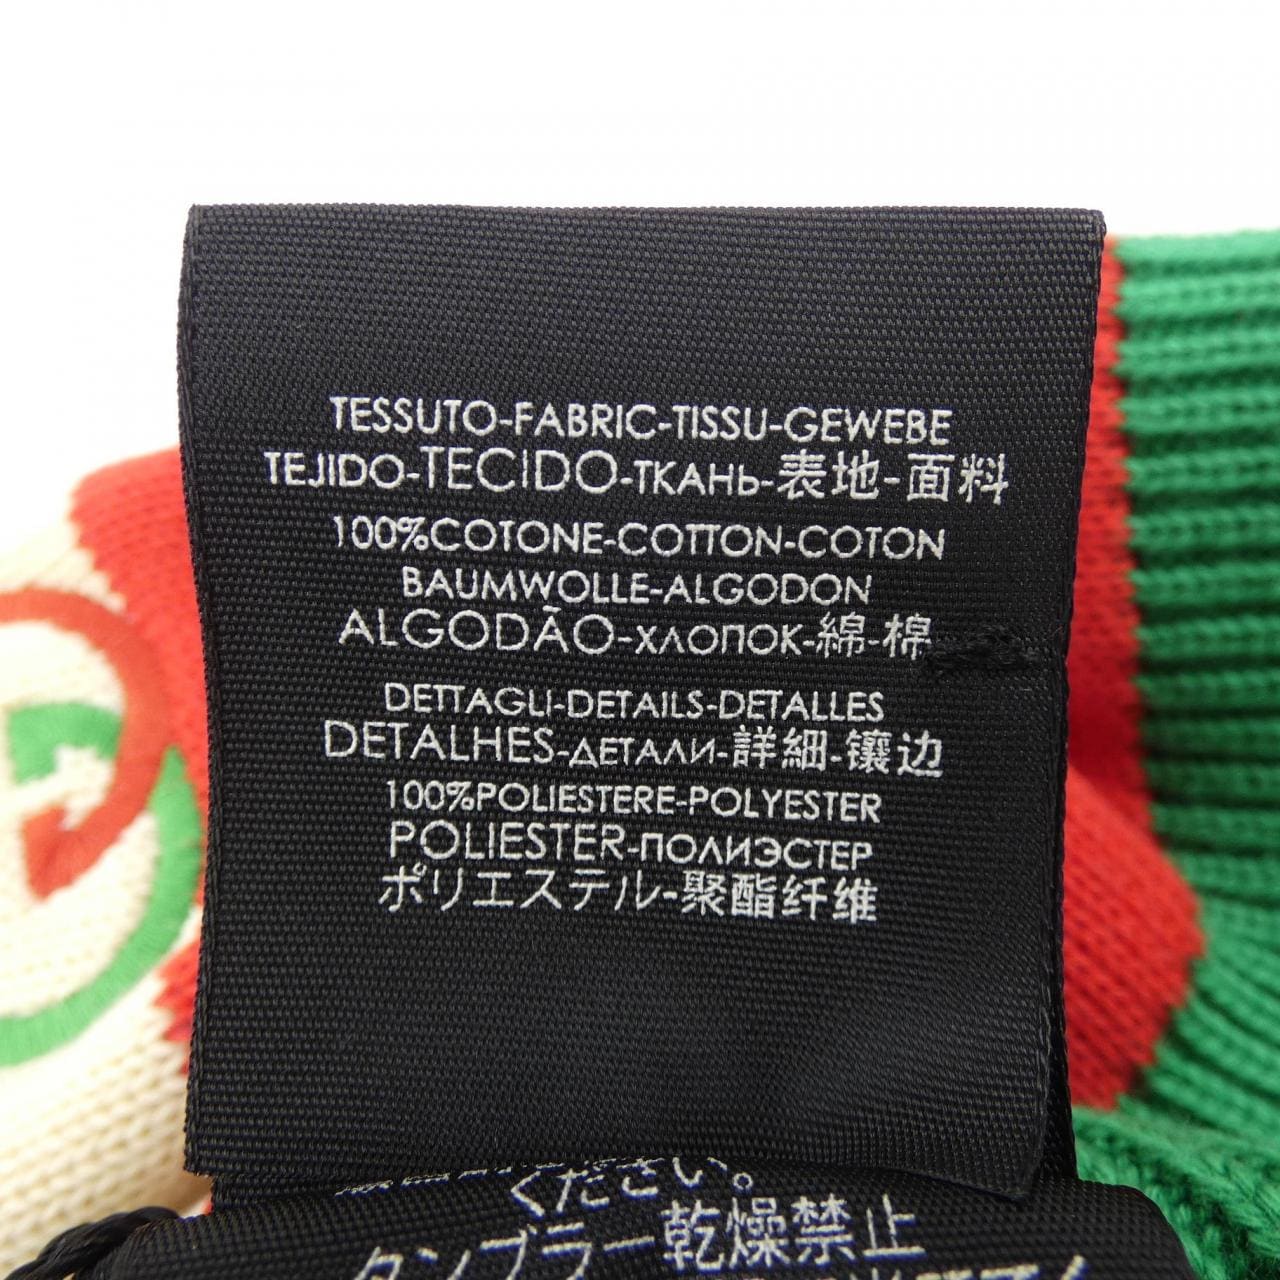 TESSUTO-FABRIC-TISSU-GEWEBE
TEJIDO-TECIDO-ТКАНЬ-表地-面料
100%COTONE-COTTON-COTON
BAUMWOLLE-ALGODON
ALGODÃO-ХЛОПОК-綿-棉
DETTAGLI-DETAILS-DETALLES
DETALHES-ДЕТАЛИ-詳細-镶边
100%POLIESTERE-POLYESTER
POLIESTER-ПОЛИЭСТЕР
ポリエステル-聚酯纤维
ください。
タンブラー乾燥禁止